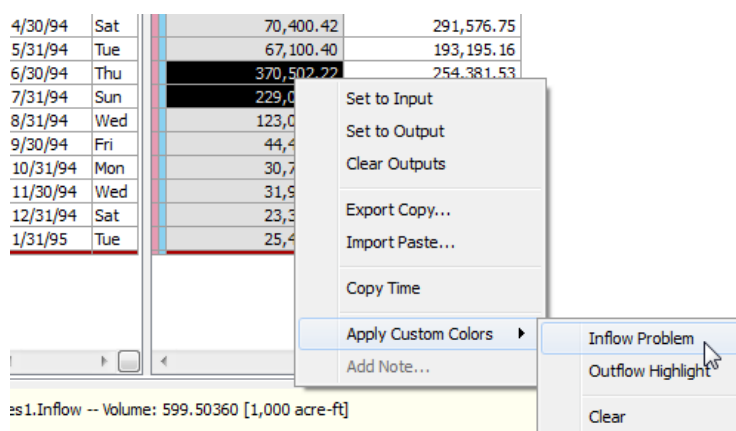 4/30/94 Sat 70,400.42 291,576.75
5/31/94 Tue 67,100.40 193,195.16
6/30/94 Thu 370,502.22 254,381.53
7/31/94 Sun 229,0
8/31/94 Wed 123,0
9/30/94 Fri 44,4
10/31/94 Mon 30,7
11/30/94 Wed 31,9
12/31/94 Sat 23,3
1/31/95 Tue 25,4
Set to Input
Set to Output
Clear Outputs
Export Copy...
Import Paste...
Copy Time
Apply Custom Colors
Add Note...
Inflow Problem
Outflow Highlight
Clear
es1.Inflow -- Volume: 599.50360 [1,000 acre-ft]